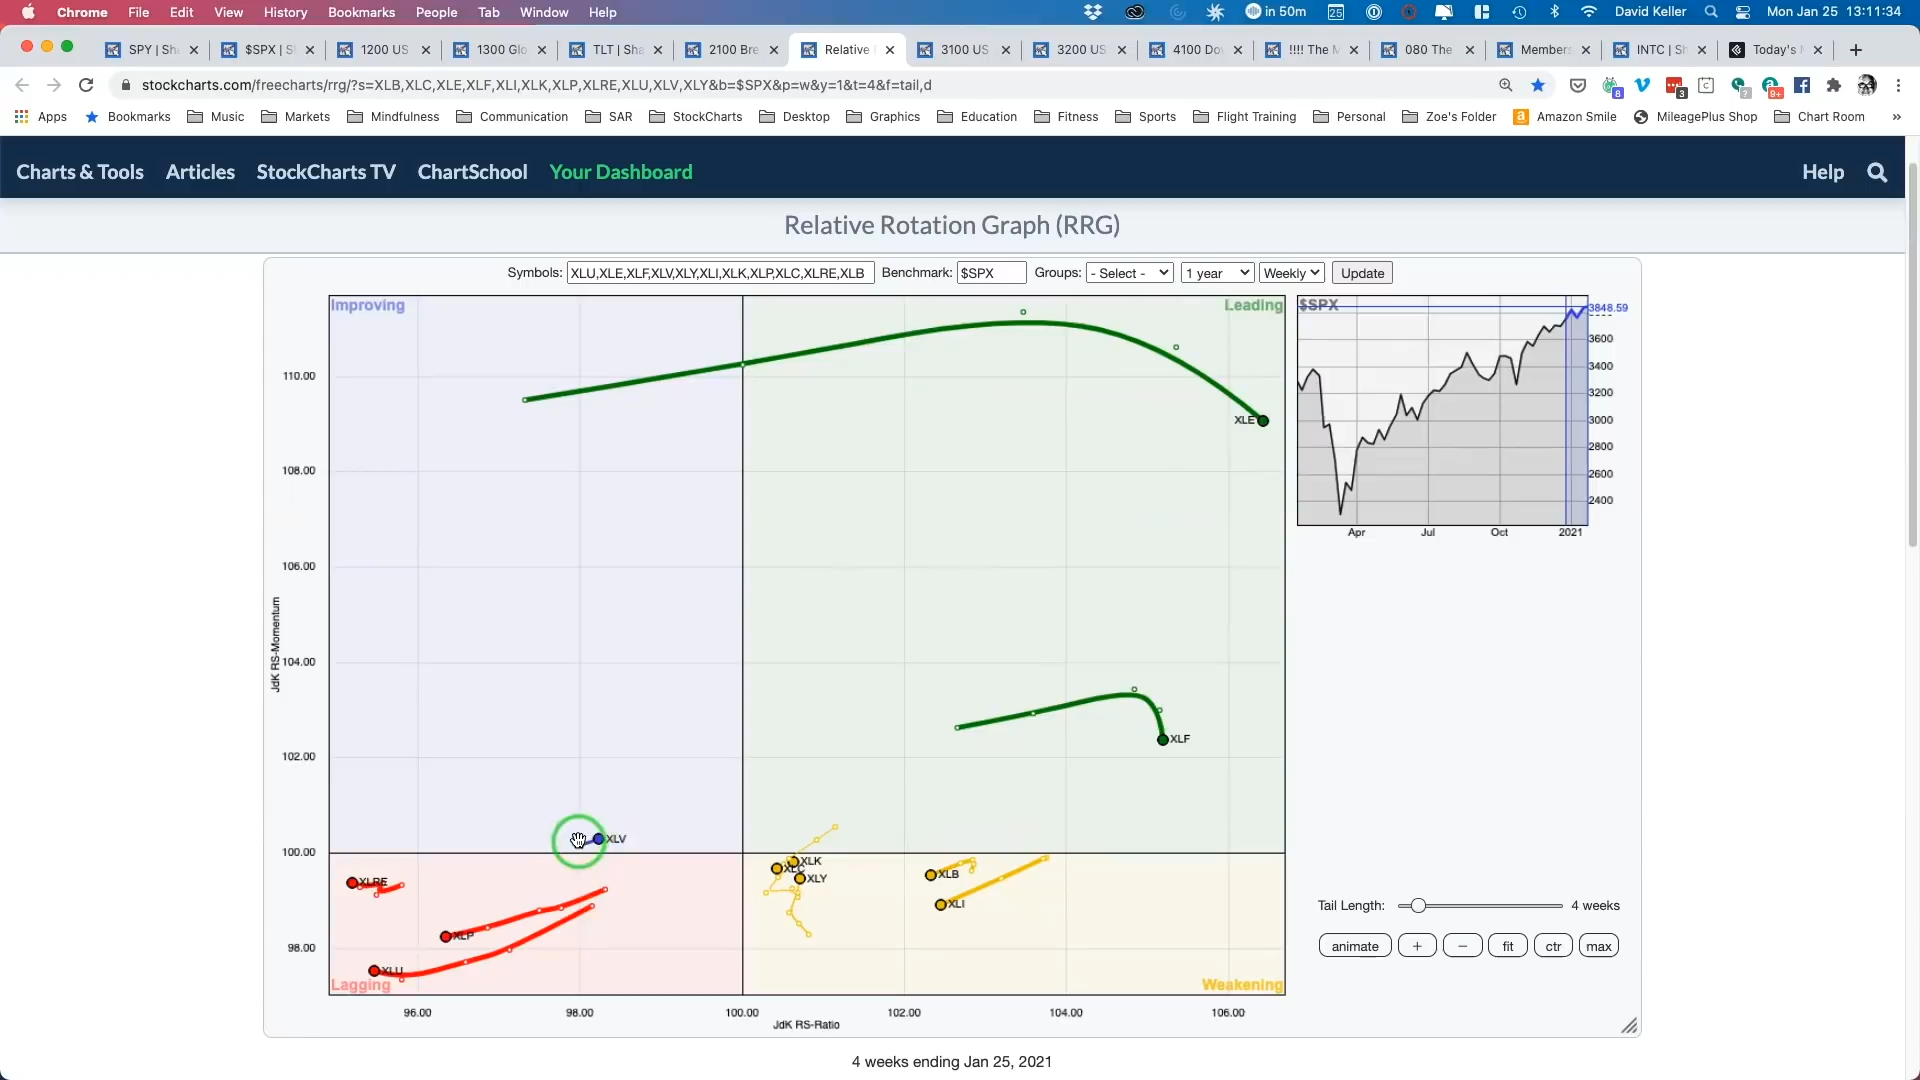 Chrome File Edit View History Bookmarks People Tab Window Help in 50m 25 David Keller Mon Jan 25 13:11:34
SPY | Sh $SPX | S 1200 US 1300 Glo TLT | Sha 2100 Bre Relative 3100 US 3200 US 4100 Do !!!! The M 080 The Members INTC | Sh Today's
stockcharts.com/freecharts/rrg/?s=XLB,XLC,XLE,XLF,XLI,XLK,XLP,XLRE,XLU,XLV,XLY&b=$SPX&p=w&y=1&t=4&f=tail,d 8 3 ? 9+
Apps Bookmarks Music Markets Mindfulness Communication SAR StockCharts Desktop Graphics Education Fitness Sports Flight Training Personal Zoe's Folder Amazon Smile MileagePlus Shop Chart Room »
Charts & Tools Articles StockCharts TV ChartSchool Your Dashboard Help
Relative Rotation Graph (RRG)
Symbols: XLU,XLE,XLF,XLV,XLY,XLI,XLK,XLP,XLC,XLRE,XLB Benchmark: $SPX Groups: - Select - 1 year Weekly Update
Improving Leading $SPX 3848.59
3600
110.00 3400
3200
XLE 3000
2800
108.00 2600
2400
Apr Jul Oct 2021
106.00
JdK RS-Momentum
104.00
XLF
102.00
XLV
100.00
XLK
XLC
XLB
XLY
XLRE
XLI
Tail Length: 4 weeks
XLP
98.00 animate + − fit ctr max
XLU
Lagging Weakening
96.00 98.00 100.00 102.00 104.00 106.00
JdK RS-Ratio
4 weeks ending Jan 25, 2021